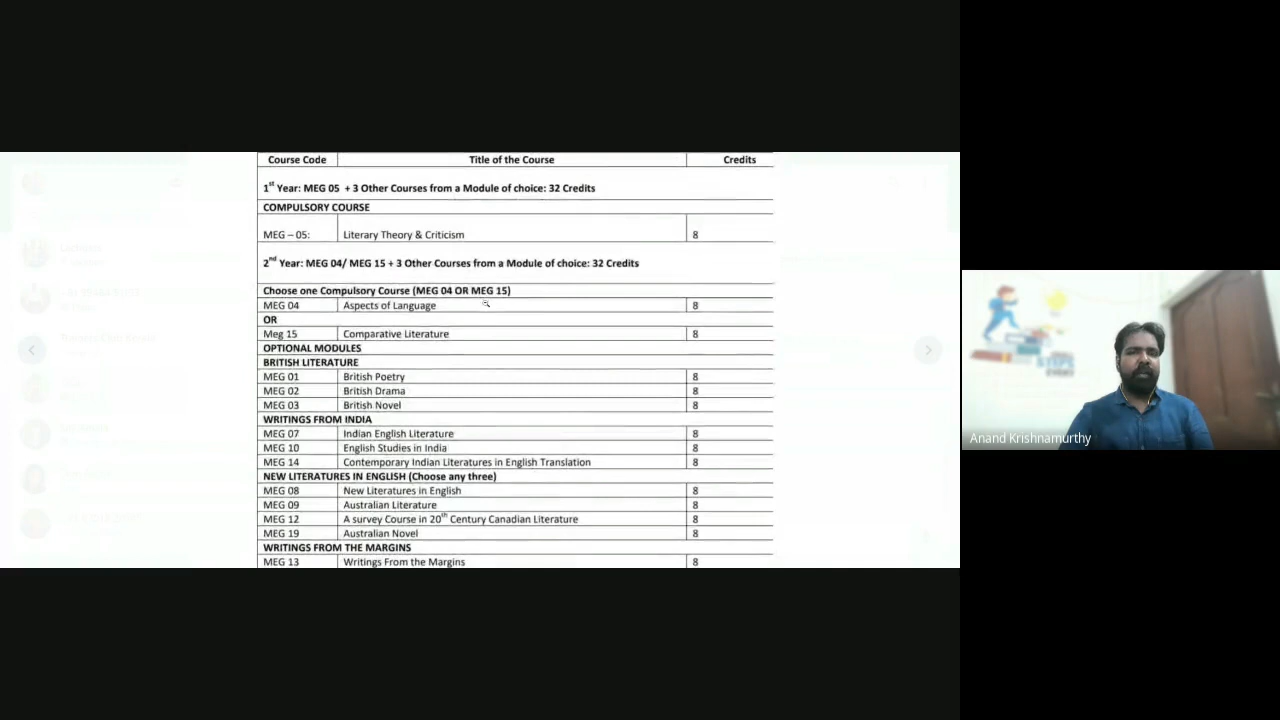 Course Code Title of the Course Credits
1st Year: MEG 05 + 3 Other Courses from a Module of choice: 32 Credits
COMPULSORY COURSE
MEG – 05: Literary Theory & Criticism 8
2nd Year: MEG 04/ MEG 15 + 3 Other Courses from a Module of choice: 32 Credits
Choose one Compulsory Course (MEG 04 OR MEG 15)
MEG 04 Aspects of Language 8
OR
Meg 15 Comparative Literature 8
OPTIONAL MODULES
BRITISH LITERATURE
MEG 01 British Poetry 8
MEG 02 British Drama 8
MEG 03 British Novel 8
WRITINGS FROM INDIA
MEG 07 Indian English Literature 8
MEG 10 English Studies in India 8
MEG 14 Contemporary Indian Literatures in English Translation 8
NEW LITERATURES IN ENGLISH (Choose any three)
MEG 08 New Literatures in English 8
MEG 09 Australian Literature 8
MEG 12 A survey Course in 20th Century Canadian Literature 8
MEG 19 Australian Novel 8
WRITINGS FROM THE MARGINS
MEG 13 Writings From the Margins 8
Anand Krishnamurthy